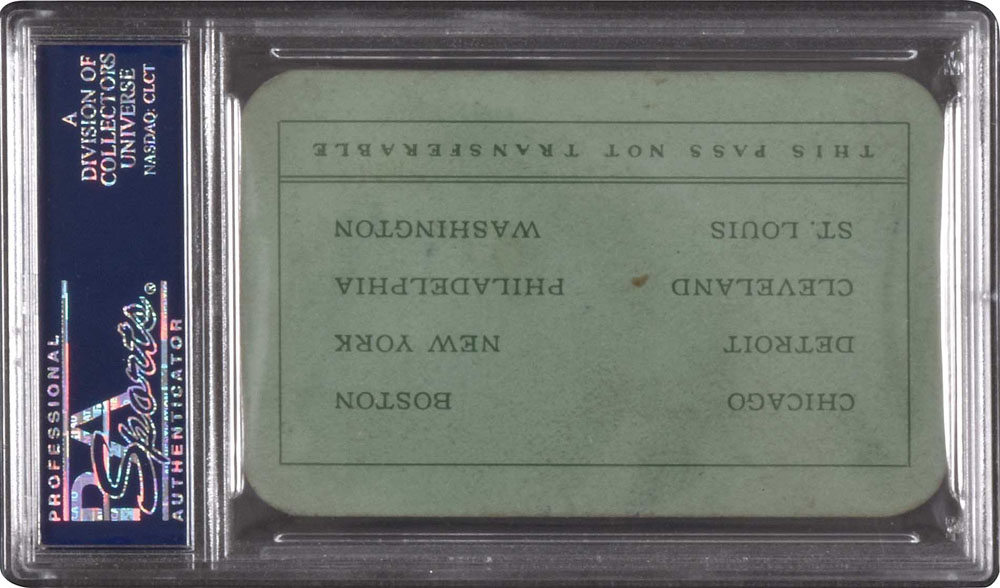 A
DIVISION OF
COLLECTORS
UNIVERSE
NASDAQ: CLCT
PROFESSIONAL
PSA
Sports®
AUTHENTICATOR
CHICAGO BOSTON
DETROIT NEW YORK
CLEVELAND PHILADELPHIA
ST. LOUIS WASHINGTON
THIS PASS NOT TRANSFERABLE